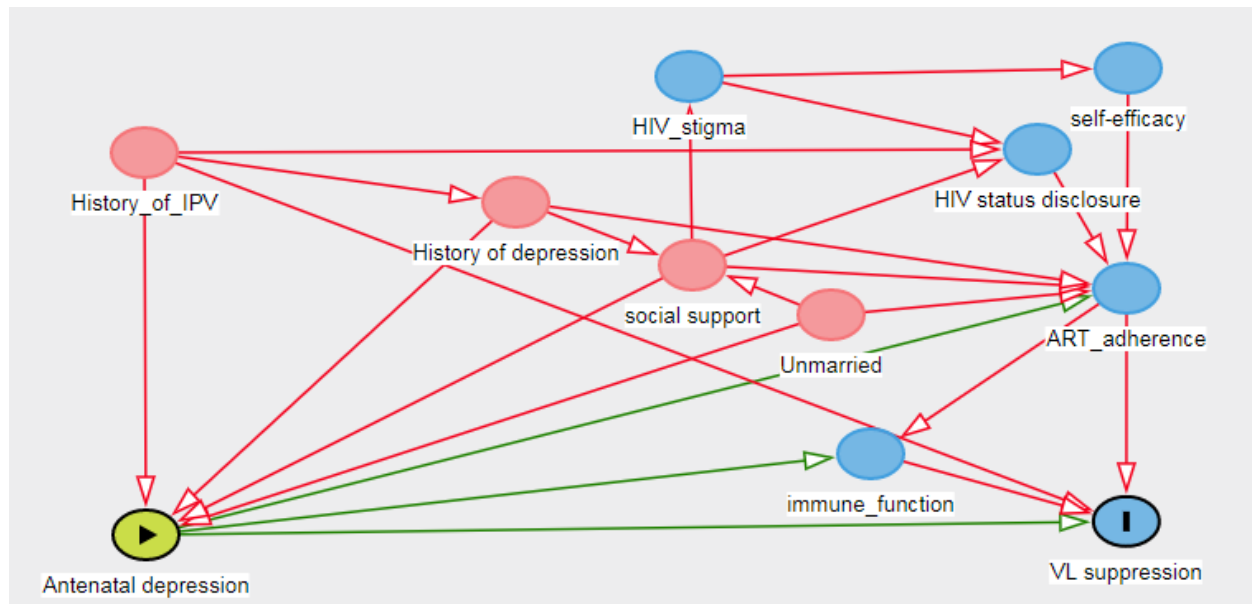 self-efficacy
HIV_stigma
History_of_IPV
HIV status disclosure
History of depression
social support
ART_adherence
Unmarried
immune_function
VL suppression
Antenatal depression